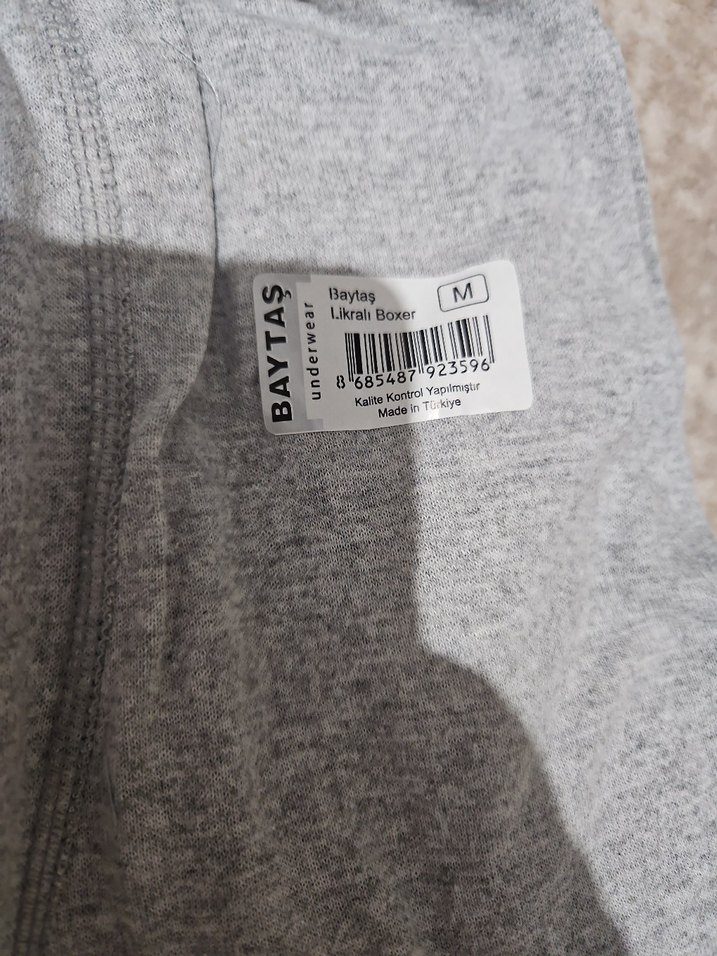 BAYTAŞ
underwear
Baytaş
Likralı Boxer
M
8 685487 923596
Kalite Kontrol Yapılmıştır
Made in Türkiye